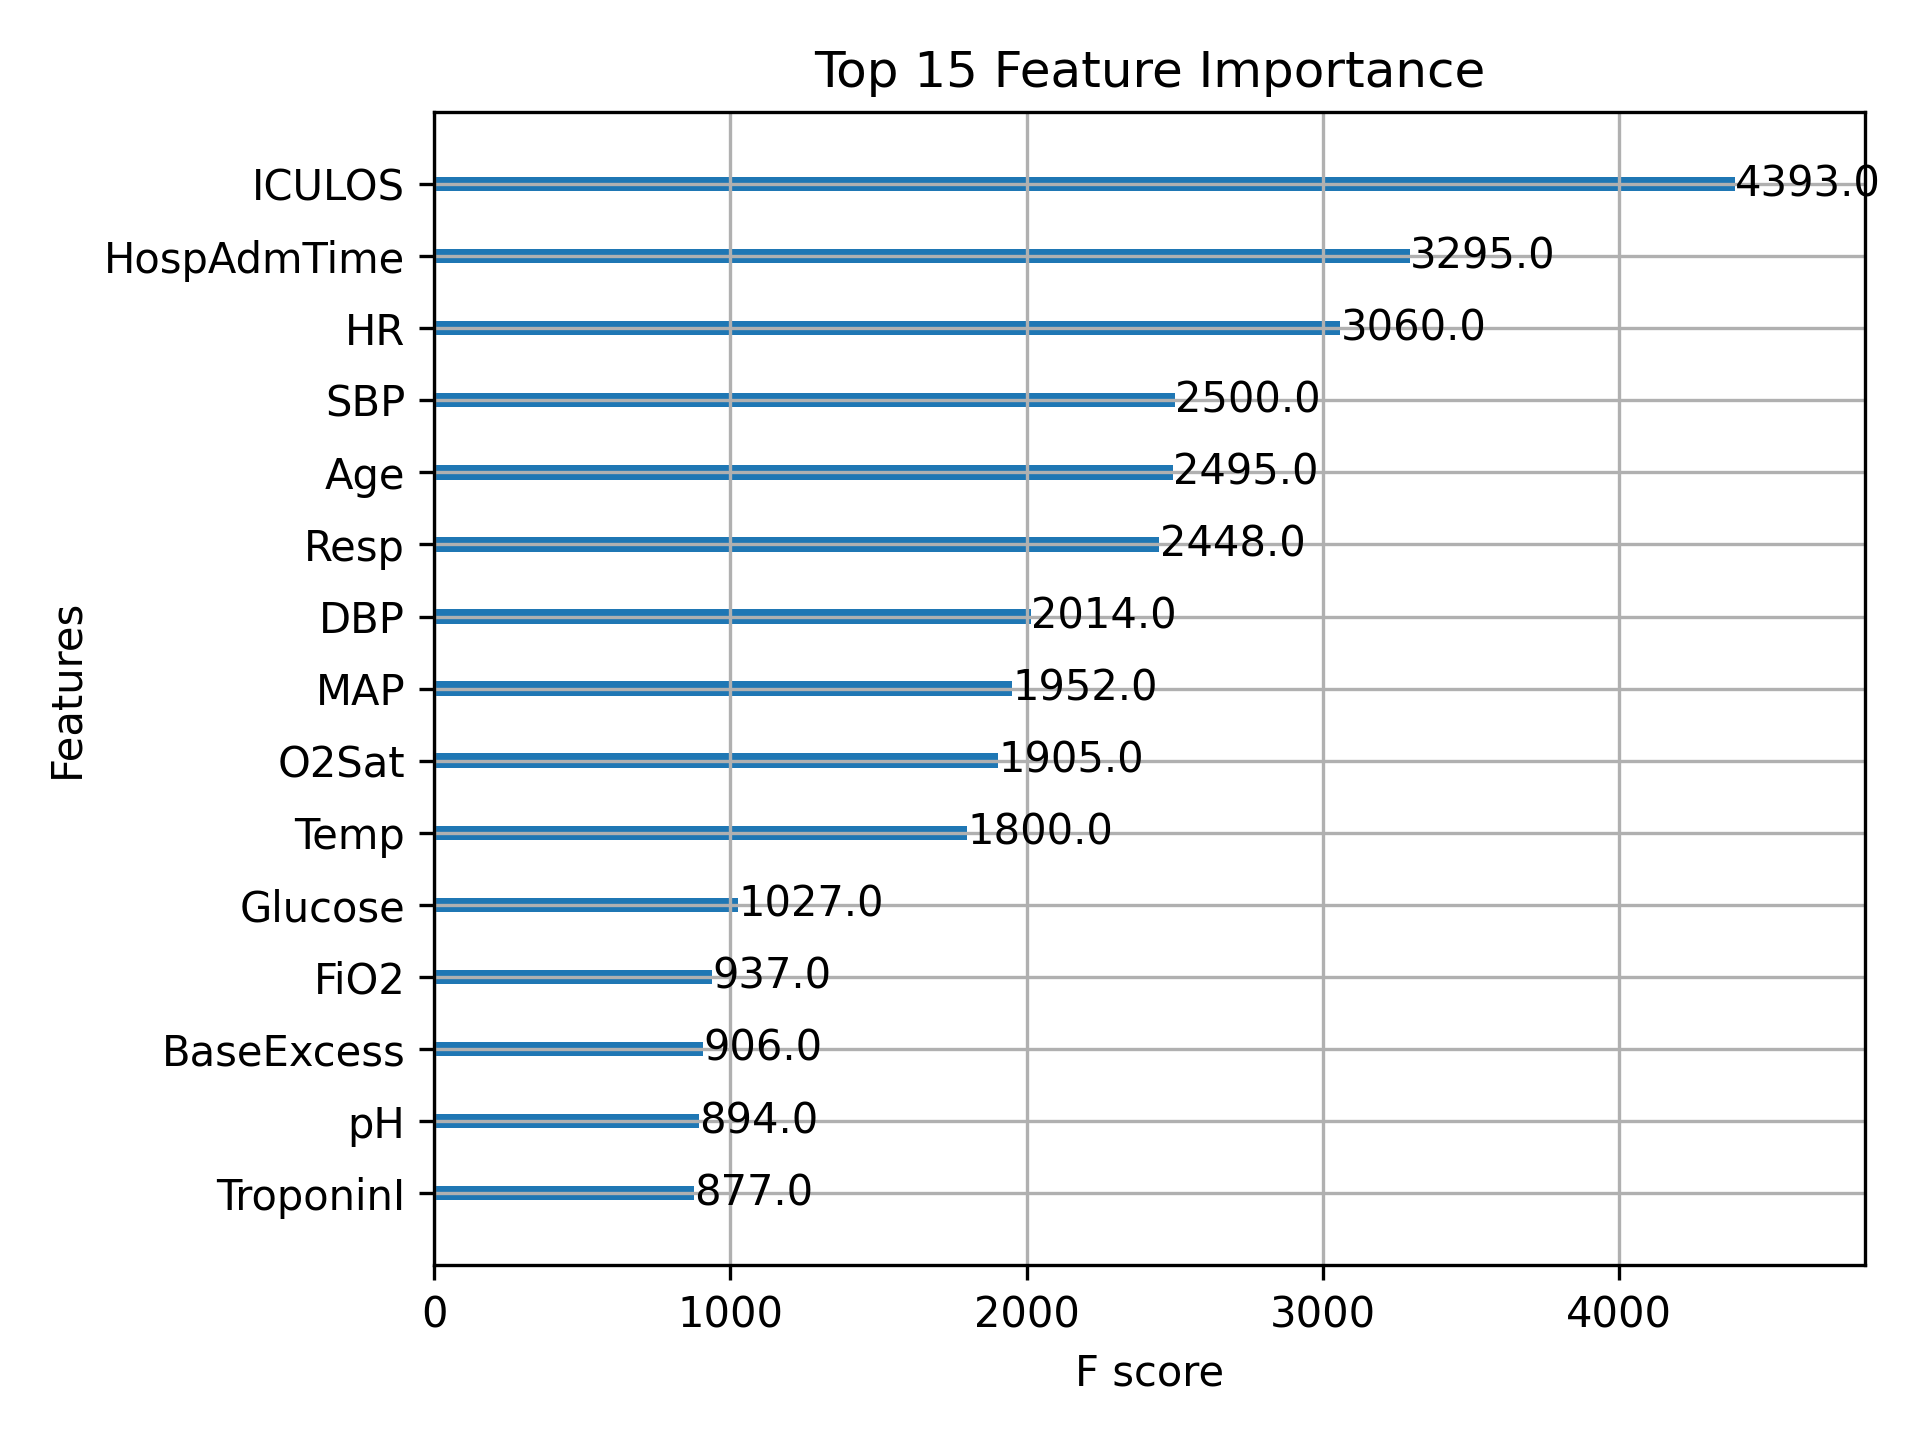 Top 15 Feature Importance
ICULOS 4393.0
HospAdmTime 3295.0
HR 3060.0
SBP 2500.0
Age 2495.0
Resp 2448.0
DBP 2014.0
MAP 1952.0
O2Sat 1905.0
Temp 1800.0
Glucose 1027.0
FiO2 937.0
BaseExcess 906.0
pH 894.0
TroponinI 877.0
Features
0 1000 2000 3000 4000
F score